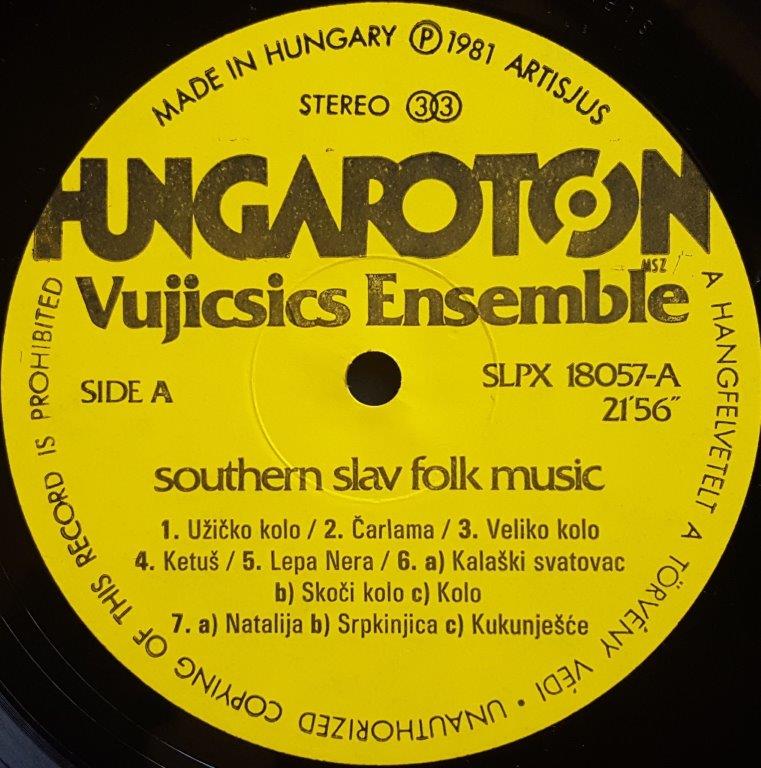 MADE IN HUNGARY Ⓟ 1981 ARTISJUS
STEREO 33
HUNGAROTON
MSZ
Vujicsics Ensemble
SIDE A
SLPX 18057-A
21'56"
southern slav folk music
1. Užičko kolo / 2. Čarlama / 3. Veliko kolo
4. Ketuš / 5. Lepa Nera / 6. a) Kalaški svatovac
b) Skoči kolo c) Kolo
7. a) Natalija b) Srpkinjica c) Kukunješće
A HANGFELVETELT A TÖRVÉNY VÉDI • UNAUTHORIZED COPYING OF THIS RECORD IS PROHIBITED